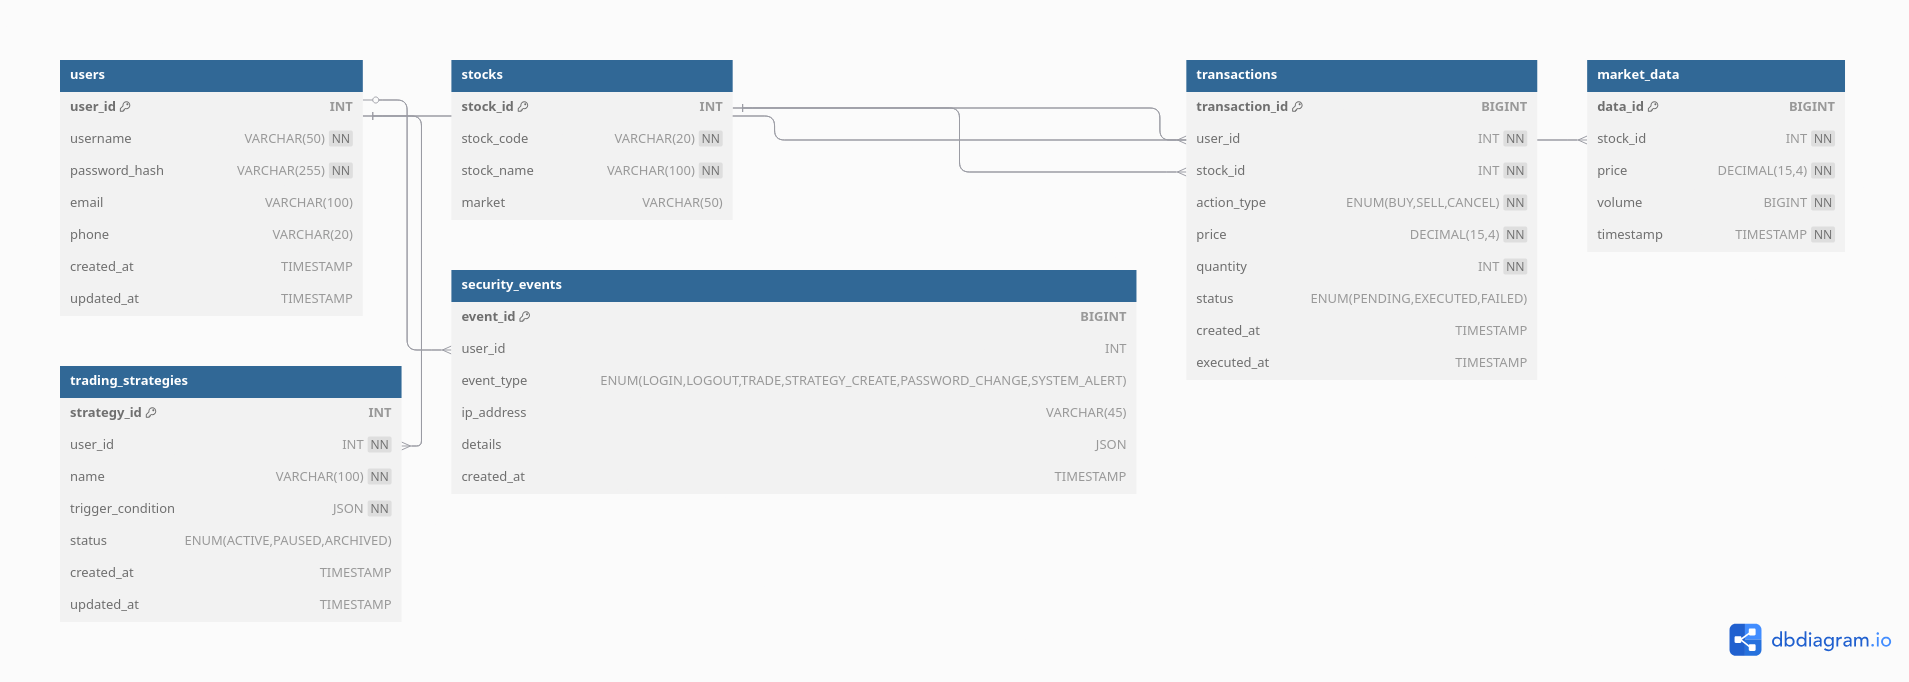 users
user_id INT
username VARCHAR(50) NN
password_hash VARCHAR(255) NN
email VARCHAR(100)
phone VARCHAR(20)
created_at TIMESTAMP
updated_at TIMESTAMP
stocks
stock_id INT
stock_code VARCHAR(20) NN
stock_name VARCHAR(100) NN
market VARCHAR(50)
transactions
transaction_id BIGINT
user_id INT NN
stock_id INT NN
action_type ENUM(BUY,SELL,CANCEL) NN
price DECIMAL(15,4) NN
quantity INT NN
status ENUM(PENDING,EXECUTED,FAILED)
created_at TIMESTAMP
executed_at TIMESTAMP
market_data
data_id BIGINT
stock_id INT NN
price DECIMAL(15,4) NN
volume BIGINT NN
timestamp TIMESTAMP NN
security_events
event_id BIGINT
user_id INT
event_type ENUM(LOGIN,LOGOUT,TRADE,STRATEGY_CREATE,PASSWORD_CHANGE,SYSTEM_ALERT)
ip_address VARCHAR(45)
details JSON
created_at TIMESTAMP
trading_strategies
strategy_id INT
user_id INT NN
name VARCHAR(100) NN
trigger_condition JSON NN
status ENUM(ACTIVE,PAUSED,ARCHIVED)
created_at TIMESTAMP
updated_at TIMESTAMP
dbdiagram.io